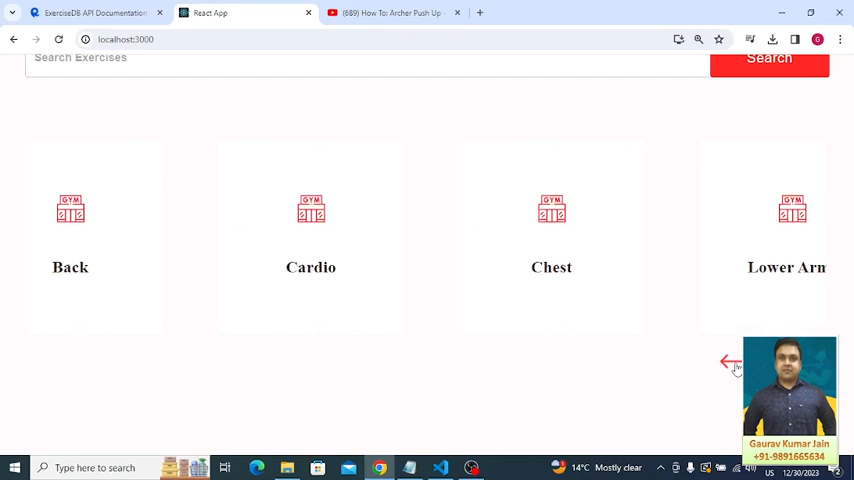 ExerciseDB API Documentation
React App
(689) How To: Archer Push Up -
localhost:3000
G
Search Exercises
Search
GYM
GYM
GYM
GYM
Back
Cardio
Chest
Lower Arm
Gaurav Kumar Jain
+91-9891665634
Type here to search
14°C Mostly clear
US
12/30/2023
2